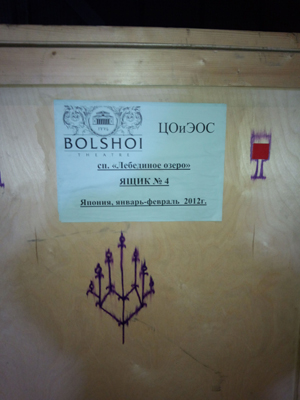 1776
BOLSHOI
THEATRE
ЦОиЭОС
сп. «Лебединое озеро»
ЯЩИК № 4
Япония, январь-февраль 2012г.